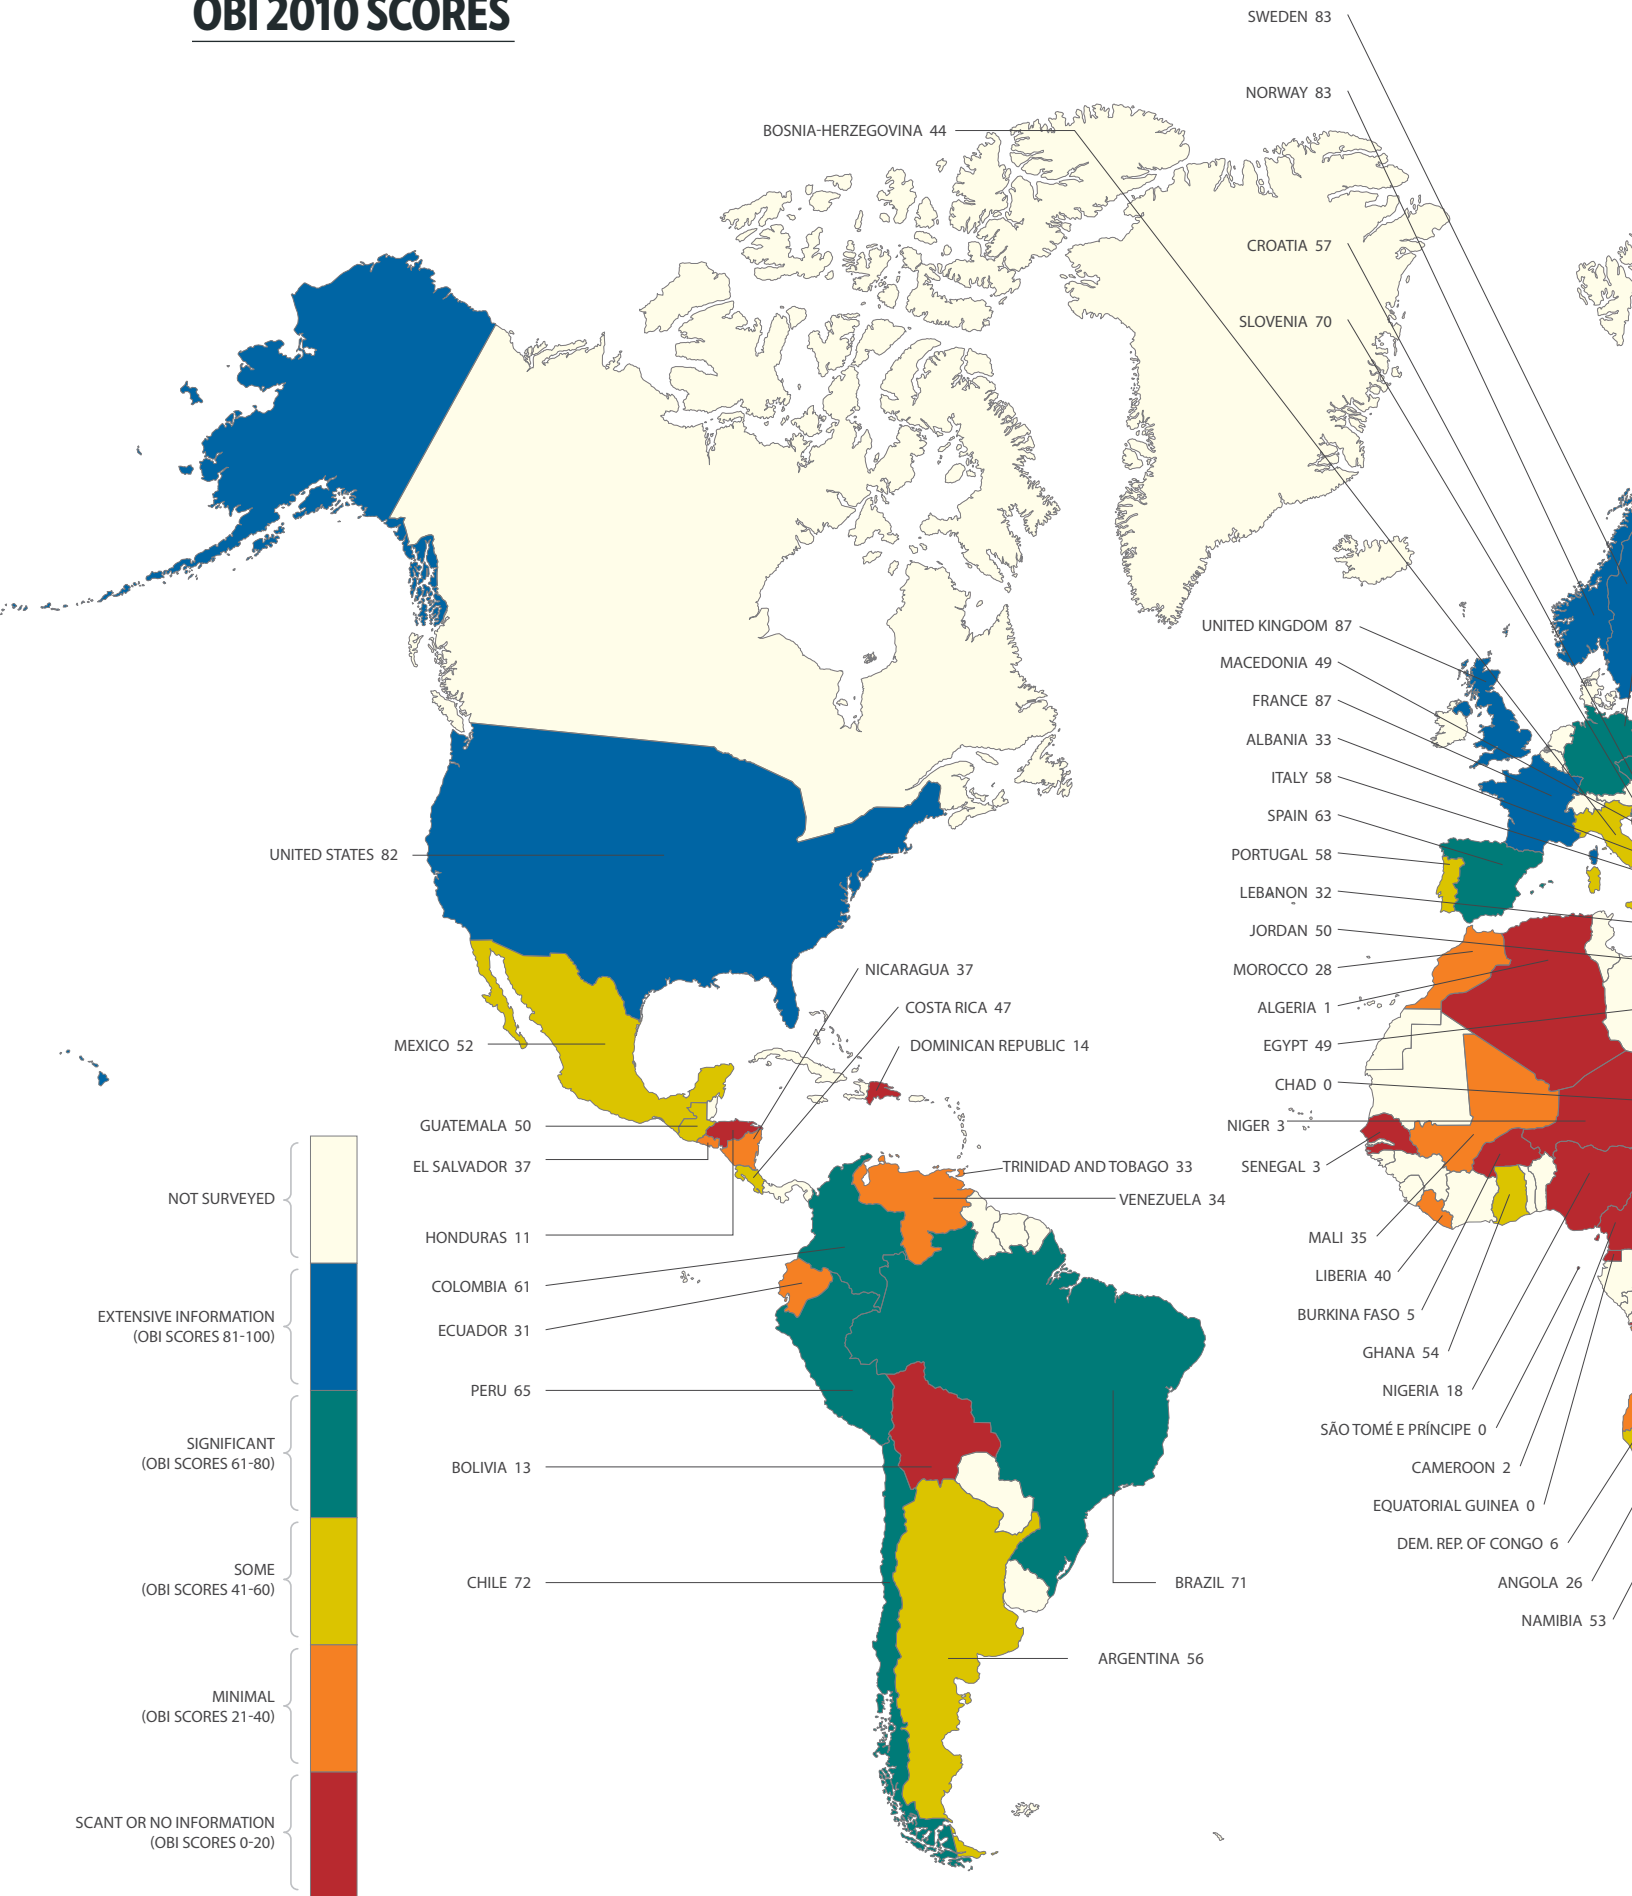 OBI 2010 SCORES
SWEDEN 83
NORWAY 83
BOSNIA-HERZEGOVINA 44
CROATIA 57
SLOVENIA 70
UNITED KINGDOM 87
MACEDONIA 49
FRANCE 87
ALBANIA 33
ITALY 58
SPAIN 63
PORTUGAL 58
LEBANON 32
JORDAN 50
MOROCCO 28
ALGERIA 1
EGYPT 49
CHAD 0
NIGER 3
SENEGAL 3
MALI 35
LIBERIA 40
BURKINA FASO 5
GHANA 54
NIGERIA 18
SÃO TOMÉ E PRÍNCIPE 0
CAMEROON 2
EQUATORIAL GUINEA 0
DEM. REP. OF CONGO 6
ANGOLA 26
NAMIBIA 53
UNITED STATES 82
NICARAGUA 37
COSTA RICA 47
DOMINICAN REPUBLIC 14
MEXICO 52
GUATEMALA 50
EL SALVADOR 37
TRINIDAD AND TOBAGO 33
VENEZUELA 34
HONDURAS 11
COLOMBIA 61
ECUADOR 31
PERU 65
BOLIVIA 13
CHILE 72
BRAZIL 71
ARGENTINA 56
NOT SURVEYED
EXTENSIVE INFORMATION
(OBI SCORES 81-100)
SIGNIFICANT
(OBI SCORES 61-80)
SOME
(OBI SCORES 41-60)
MINIMAL
(OBI SCORES 21-40)
SCANT OR NO INFORMATION
(OBI SCORES 0-20)